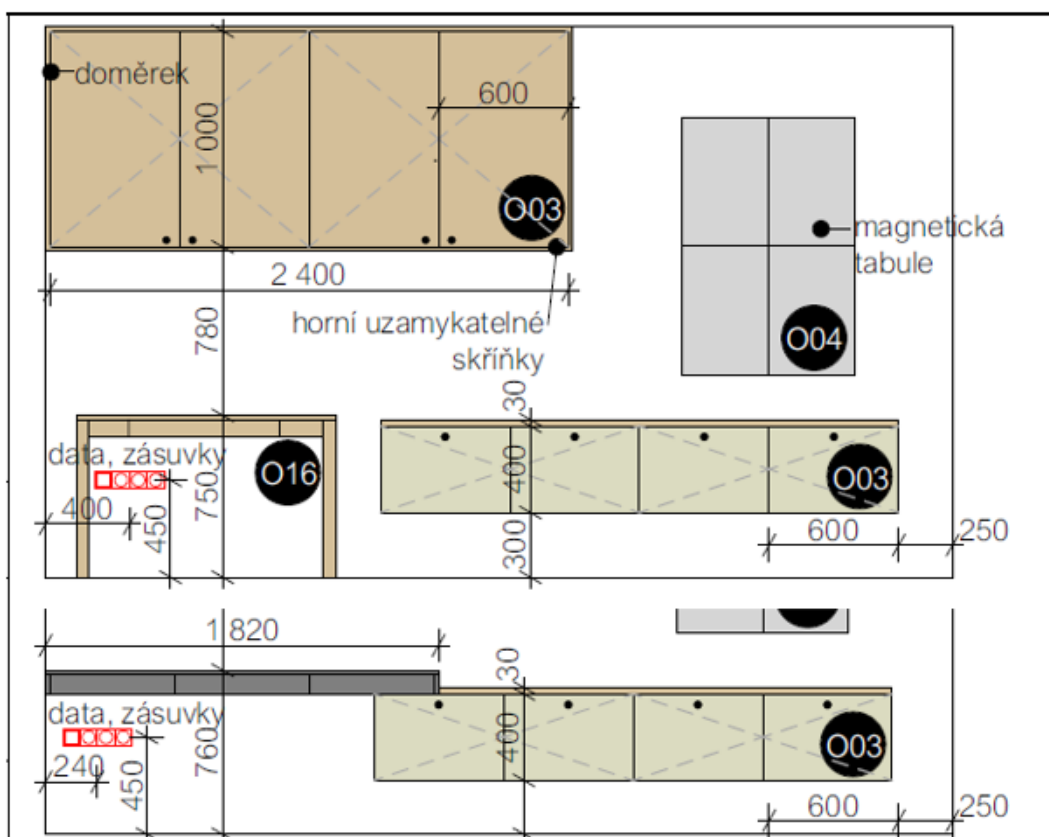 doměrek
600
1 000
O03
magnetická
tabule
2 400
horní uzamykatelné
skříňky
O04
780
30
data, zásuvky
O16
400
O03
400
450
750
300
600
250
1 820
30
data, zásuvky
O03
400
240
450
760
600
250